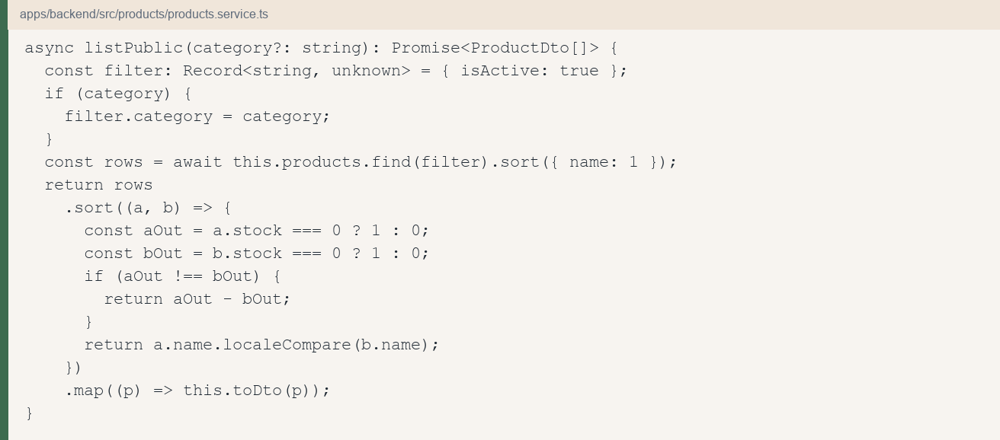 apps/backend/src/products/products.service.ts
async listPublic(category?: string): Promise<ProductDto[]> {
  const filter: Record<string, unknown> = { isActive: true };
  if (category) {
    filter.category = category;
  }
  const rows = await this.products.find(filter).sort({ name: 1 });
  return rows
    .sort((a, b) => {
      const aOut = a.stock === 0 ? 1 : 0;
      const bOut = b.stock === 0 ? 1 : 0;
      if (aOut !== bOut) {
        return aOut - bOut;
      }
      return a.name.localeCompare(b.name);
    })
    .map((p) => this.toDto(p));
}